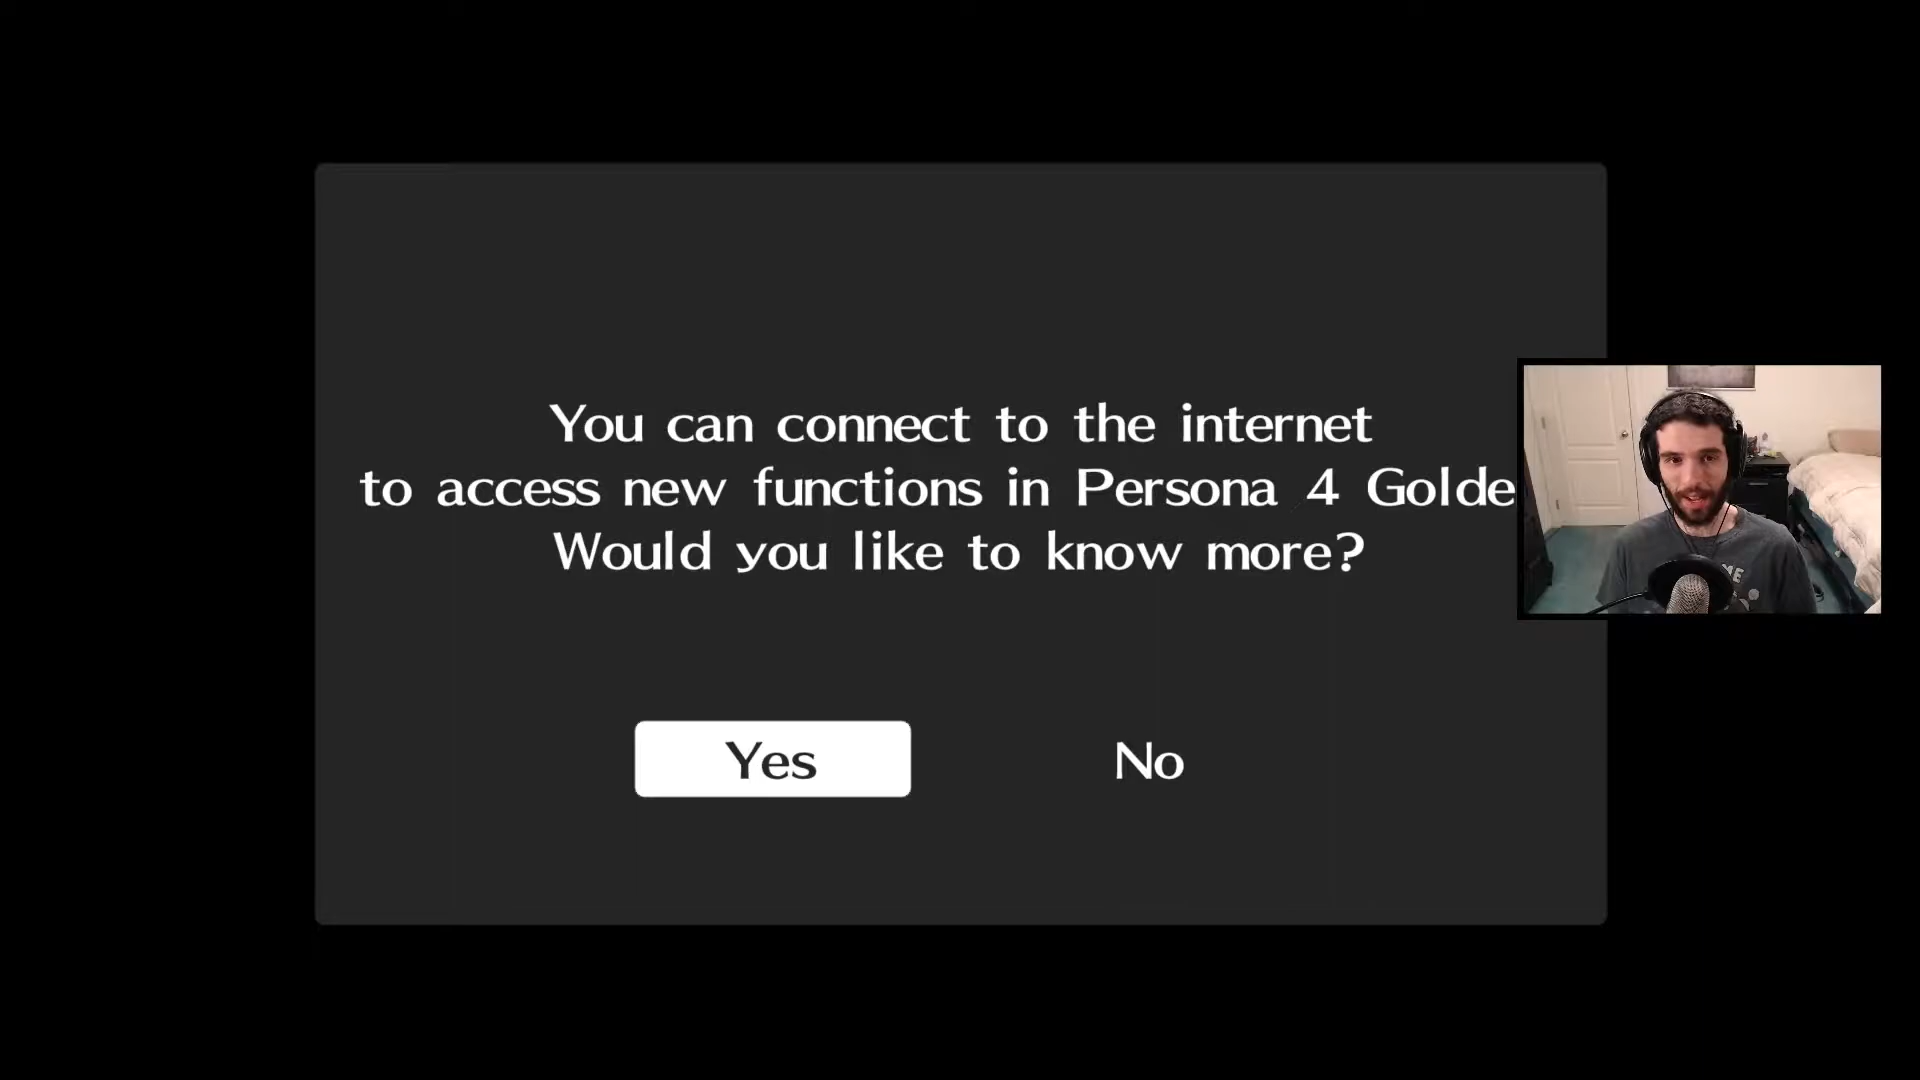 You can connect to the internet
to access new functions in Persona 4 Golde
Would you like to know more?
Yes
No